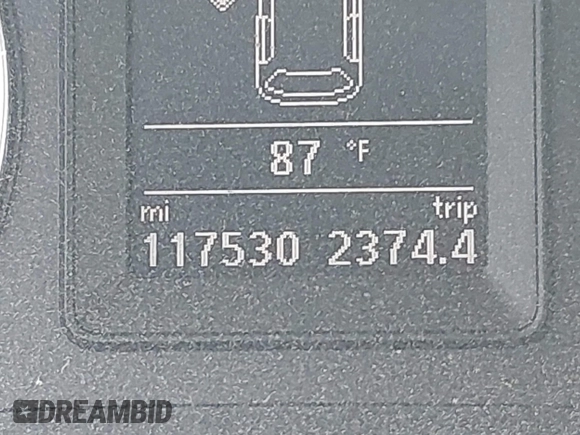 87 °F
mi trip
117530 2374.4
DREAMBID